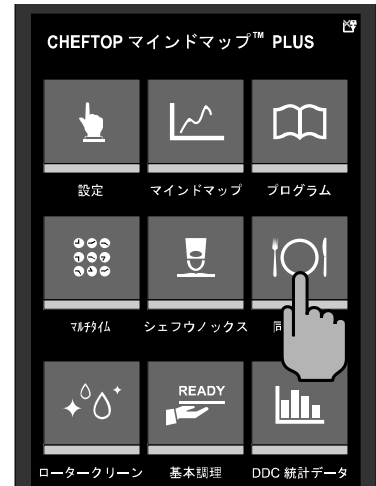 CHEFTOP マインドマップ™ PLUS
設定 マインドマップ プログラム
マルチタイム シェフウノックス 同
READY
ロータークリーン 基本調理 DDC 統計データ